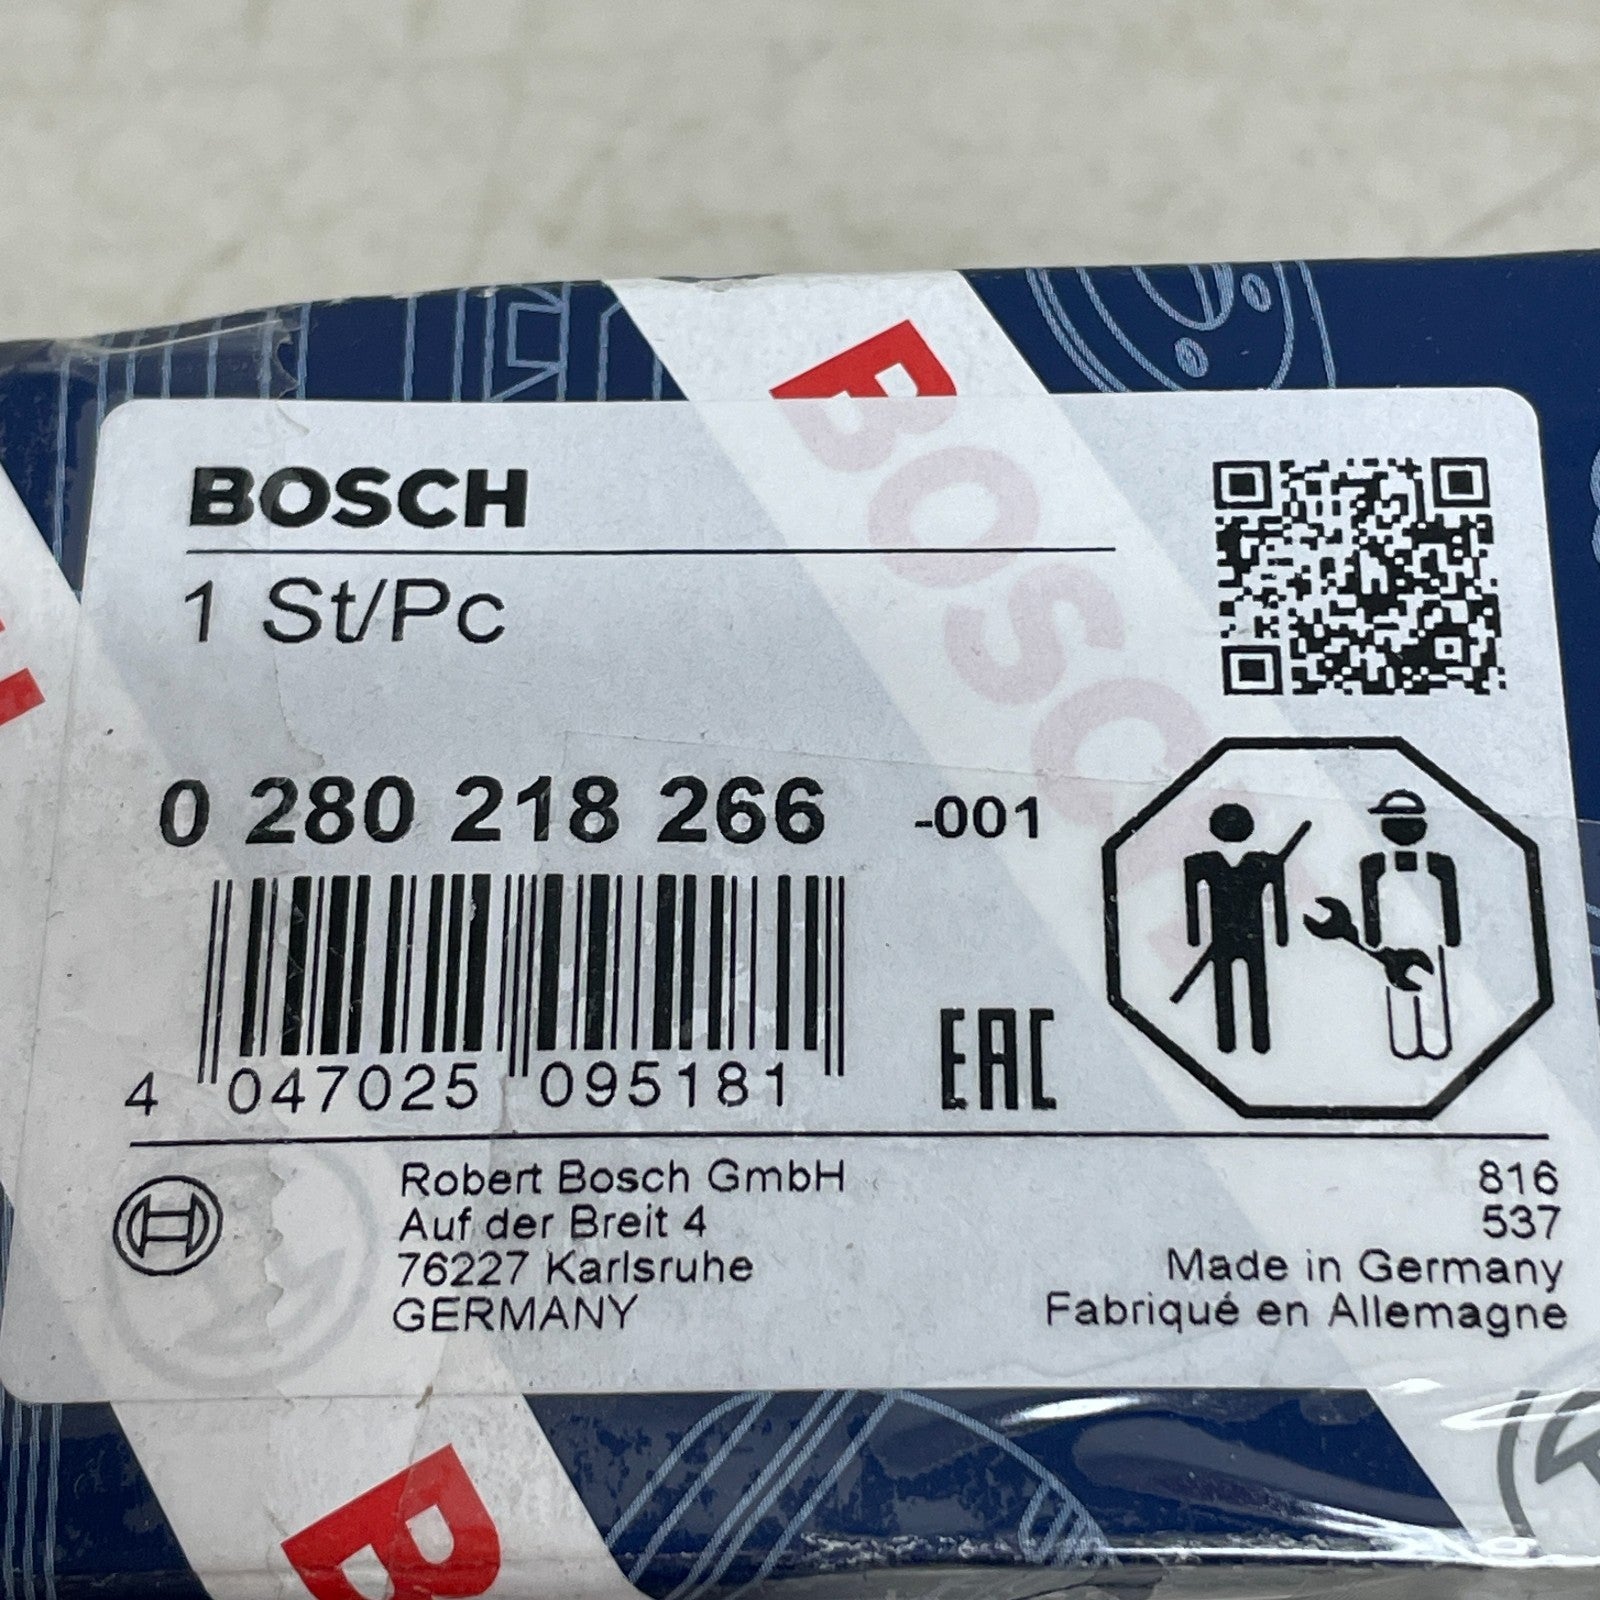 BOSCH
BOSCH
1 St/Pc
0 280 218 266 -001
4 047025 095181
EAC
Robert Bosch GmbH
Auf der Breit 4
76227 Karlsruhe
GERMANY
816
537
Made in Germany
Fabriqué en Allemagne
B